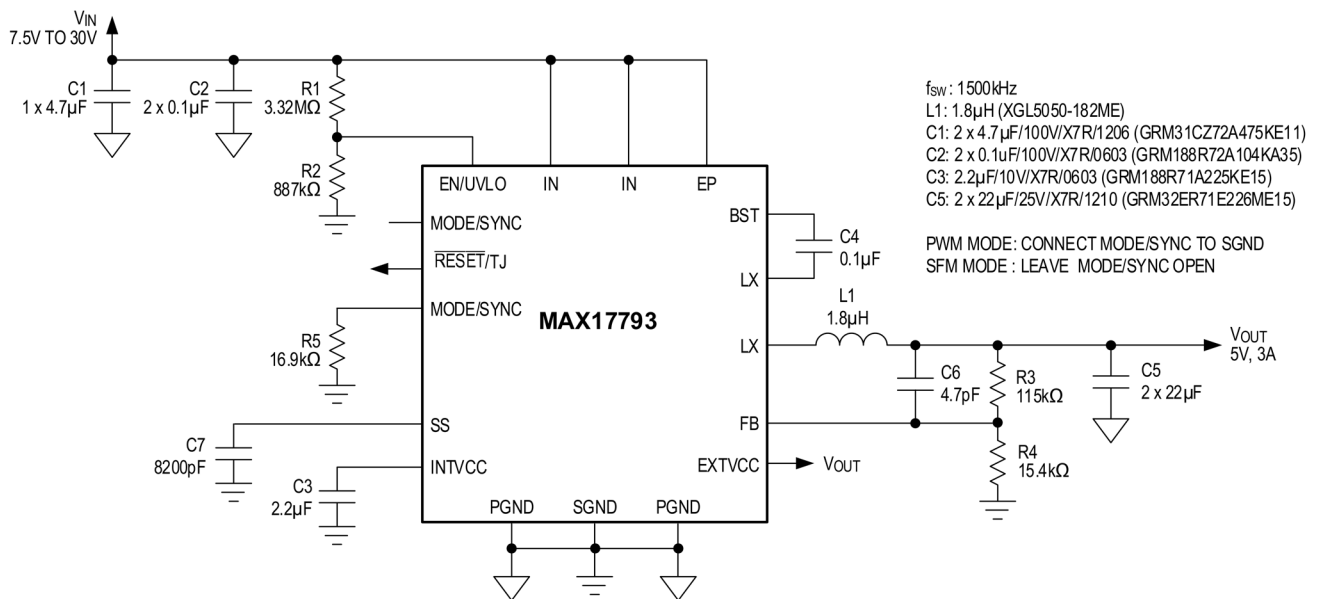 VIN
7.5V TO 30V
C1
1 x 4.7µF
C2
2 x 0.1µF
R1
3.32MΩ
R2
887kΩ
EN/UVLO
IN
IN
EP
MODE/SYNC
RESET/TJ
MODE/SYNC
R5
16.9kΩ
SS
C7
8200pF
INTVCC
C3
2.2µF
MAX17793
BST
C4
0.1µF
LX
L1
1.8µH
LX
VOUT
5V, 3A
C6
4.7pF
R3
115kΩ
C5
2 x 22µF
FB
R4
15.4kΩ
EXTVCC
VOUT
PGND
SGND
PGND
fSW: 1500kHz
L1: 1.8µH (XGL5050-182ME)
C1: 2 x 4.7µF/100V/X7R/1206 (GRM31CZ72A475KE11)
C2: 2 x 0.1uF/100V/X7R/0603 (GRM188R72A104KA35)
C3: 2.2µF/10V/X7R/0603 (GRM188R71A225KE15)
C5: 2 x 22µF/25V/X7R/1210 (GRM32ER71E226ME15)
PWM MODE: CONNECT MODE/SYNC TO SGND
SFM MODE : LEAVE MODE/SYNC OPEN